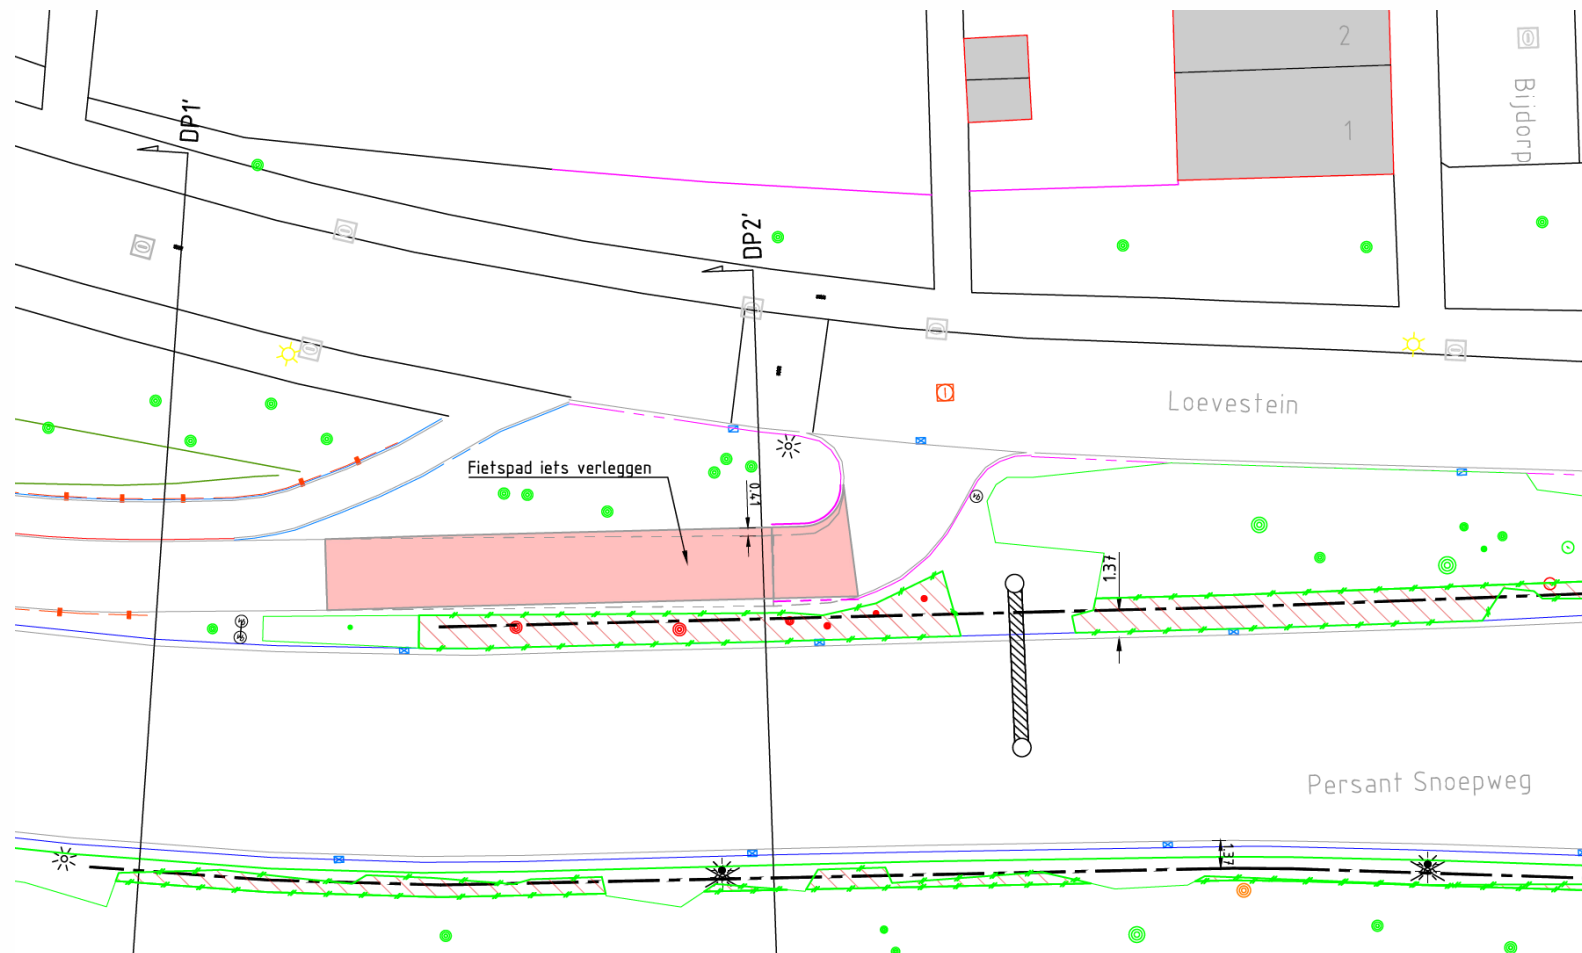 2
1
Bijdorp
DP1'
DP2'
Loevestein
Fietspad iets verleggen
0.41
1.37
Persant Snoepweg
1.37